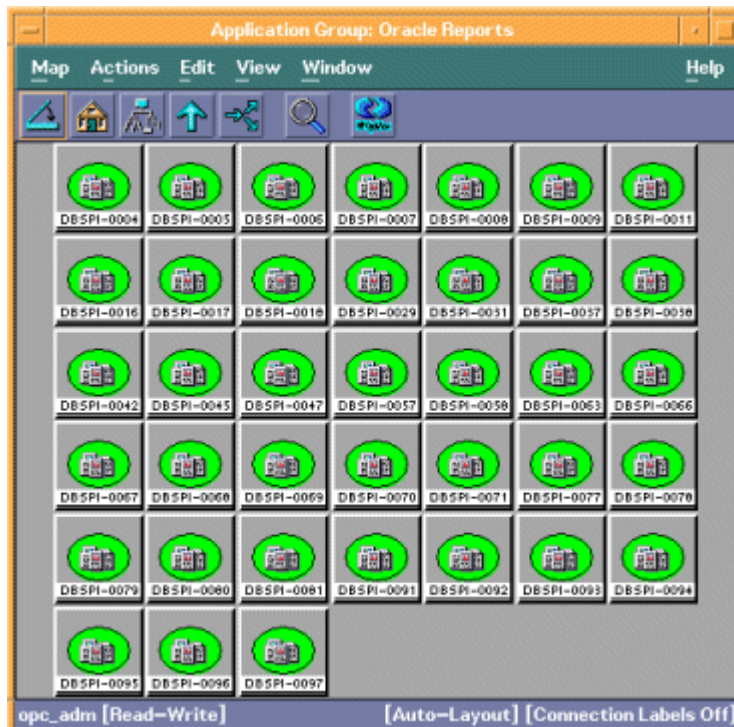 Application Group: Oracle Reports
Map Actions Edit View Window Help
DBSPI-0004 DBSPI-0005 DBSPI-0006 DBSPI-0007 DBSPI-0008 DBSPI-0009 DBSPI-0011
DBSPI-0016 DBSPI-0017 DBSPI-0018 DBSPI-0029 DBSPI-0031 DBSPI-0037 DBSPI-0038
DBSPI-0042 DBSPI-0045 DBSPI-0047 DBSPI-0057 DBSPI-0058 DBSPI-0063 DBSPI-0066
DBSPI-0067 DBSPI-0068 DBSPI-0069 DBSPI-0070 DBSPI-0071 DBSPI-0077 DBSPI-0078
DBSPI-0079 DBSPI-0080 DBSPI-0081 DBSPI-0091 DBSPI-0092 DBSPI-0093 DBSPI-0094
DBSPI-0095 DBSPI-0096 DBSPI-0097
opc_adm [Read-Write] [Auto-Layout] [Connection Labels Off]